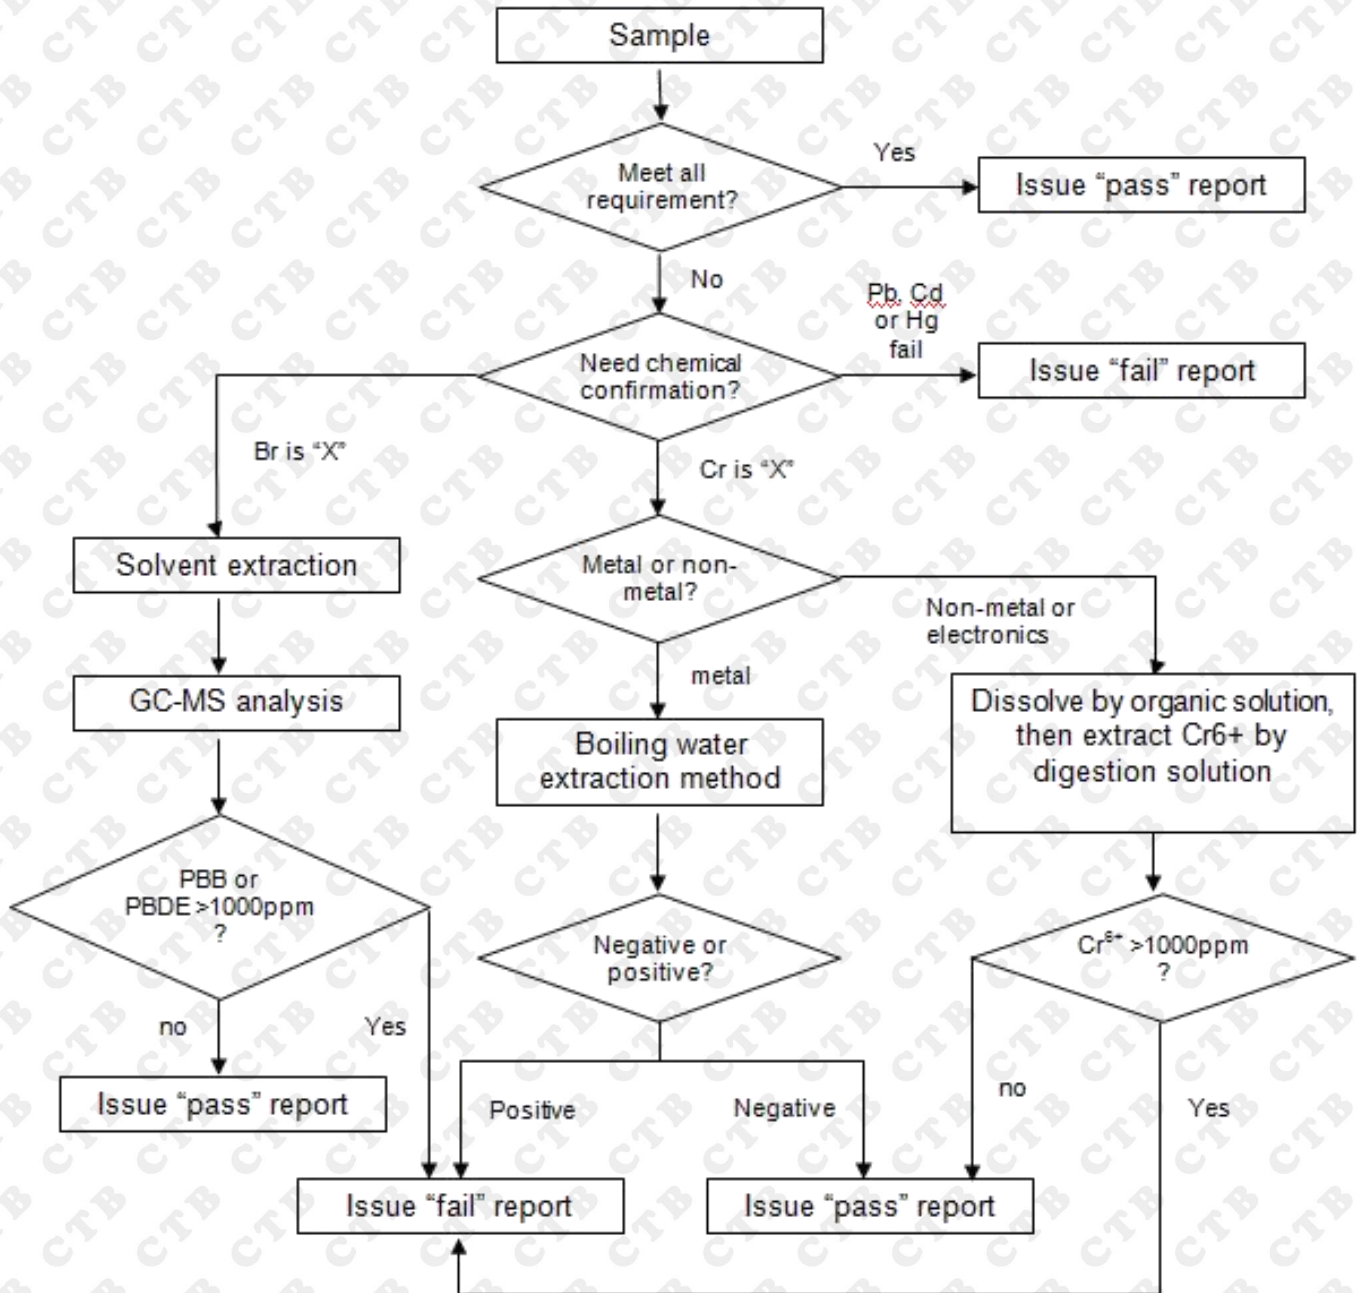 Sample
Meet all
requirement?
Yes
Issue “pass” report
No
Pb, Cd
or Hg
fail
Need chemical
confirmation?
Issue “fail” report
Br is “X”
Cr is “X”
Solvent extraction
Metal or non-
metal?
Non-metal or
electronics
metal
GC-MS analysis
Boiling water
extraction method
Dissolve by organic solution,
then extract Cr6+ by
digestion solution
PBB or
PBDE >1000ppm
?
Negative or
positive?
Cr⁶⁺ >1000ppm
?
no
Yes
Issue “pass” report
Positive
Negative
no
Yes
Issue “fail” report
Issue “pass” report
CTB